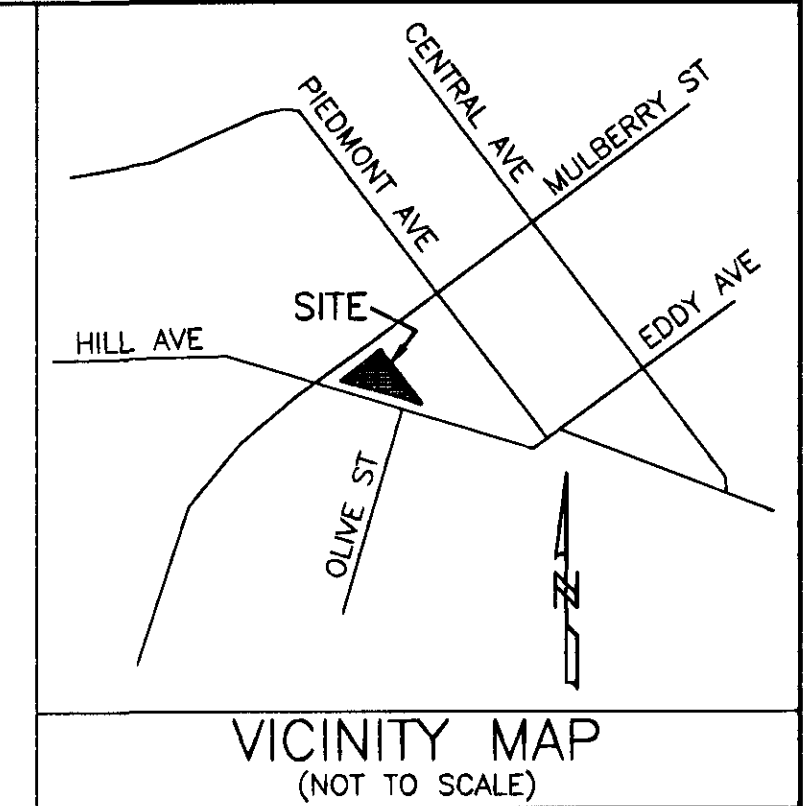 CENTRAL AVE
PIEDMONT AVE
MULBERRY ST
SITE
EDDY AVE
HILL AVE
OLIVE ST
N
VICINITY MAP
(NOT TO SCALE)